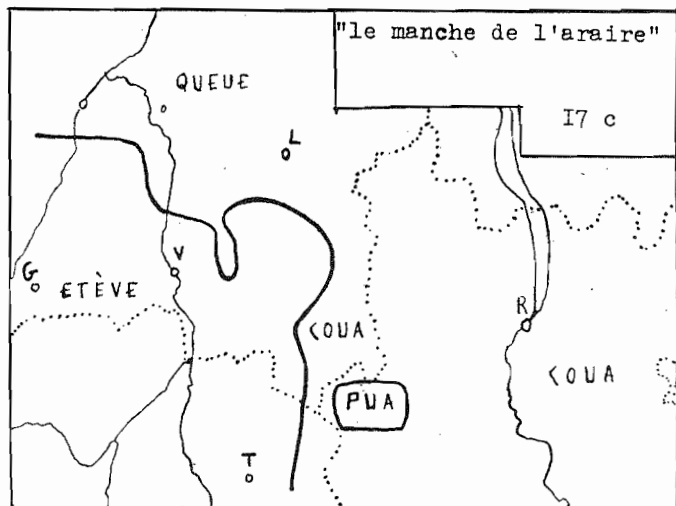 "le manche de l'araire"
I7 c
QUEUE
L
V
G
ETÈVE
R
COUA
COUA
PUA
T